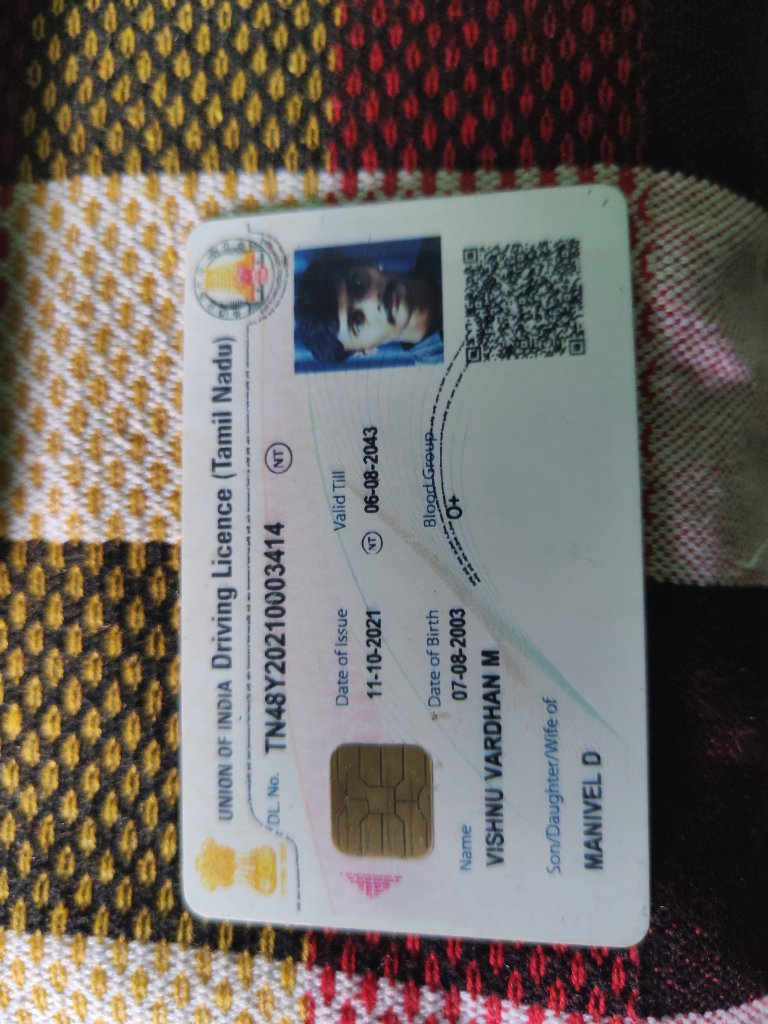 UNION OF INDIA Driving Licence (Tamil Nadu)
DL. No. TN48Y20210003414 NT
Date of Issue Valid Till
11-10-2021 NT 06-08-2043
Date of Birth Blood Group
07-08-2003 O+
Name
VISHNU VARDHAN M
Son/Daughter/Wife of
MANIVEL D